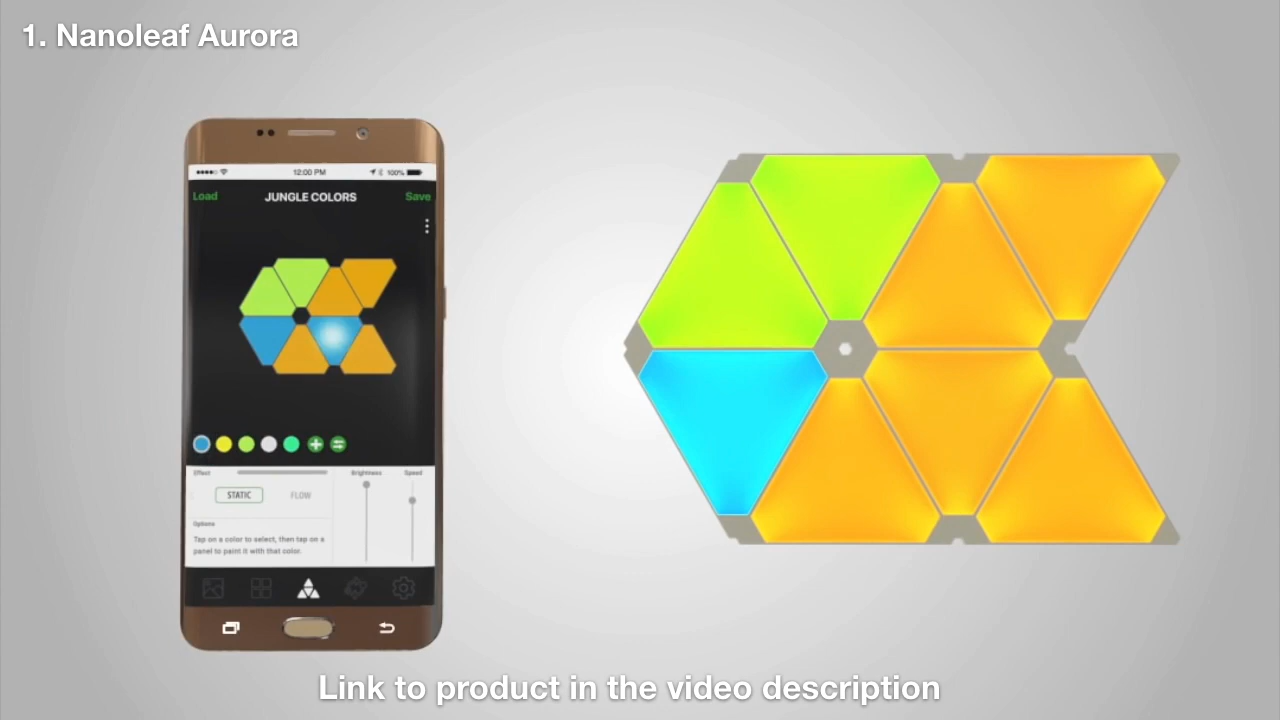 1. Nanoleaf Aurora
12:00 PM
100%
Load
JUNGLE COLORS
Save
Effect
Brightness
Speed
STATIC
FLOW
Options
Tap on a color to select, then tap on a
panel to paint it with that color.
Link to product in the video description